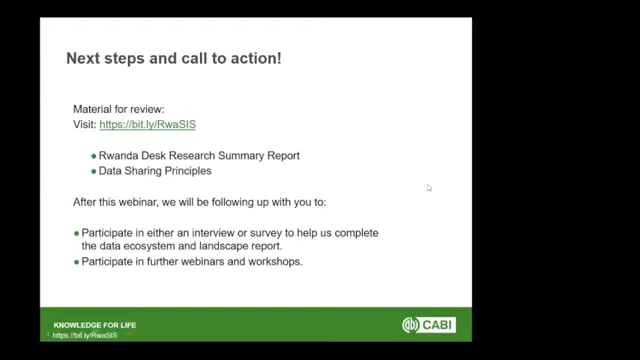 Next steps and call to action!
Material for review:
Visit: https://bit.ly/RwaSIS
● Rwanda Desk Research Summary Report
● Data Sharing Principles
After this webinar, we will be following up with you to:
● Participate in either an interview or survey to help us complete
the data ecosystem and landscape report.
● Participate in further webinars and workshops.
KNOWLEDGE FOR LIFE
https://bit.ly/RwaSIS
CABI